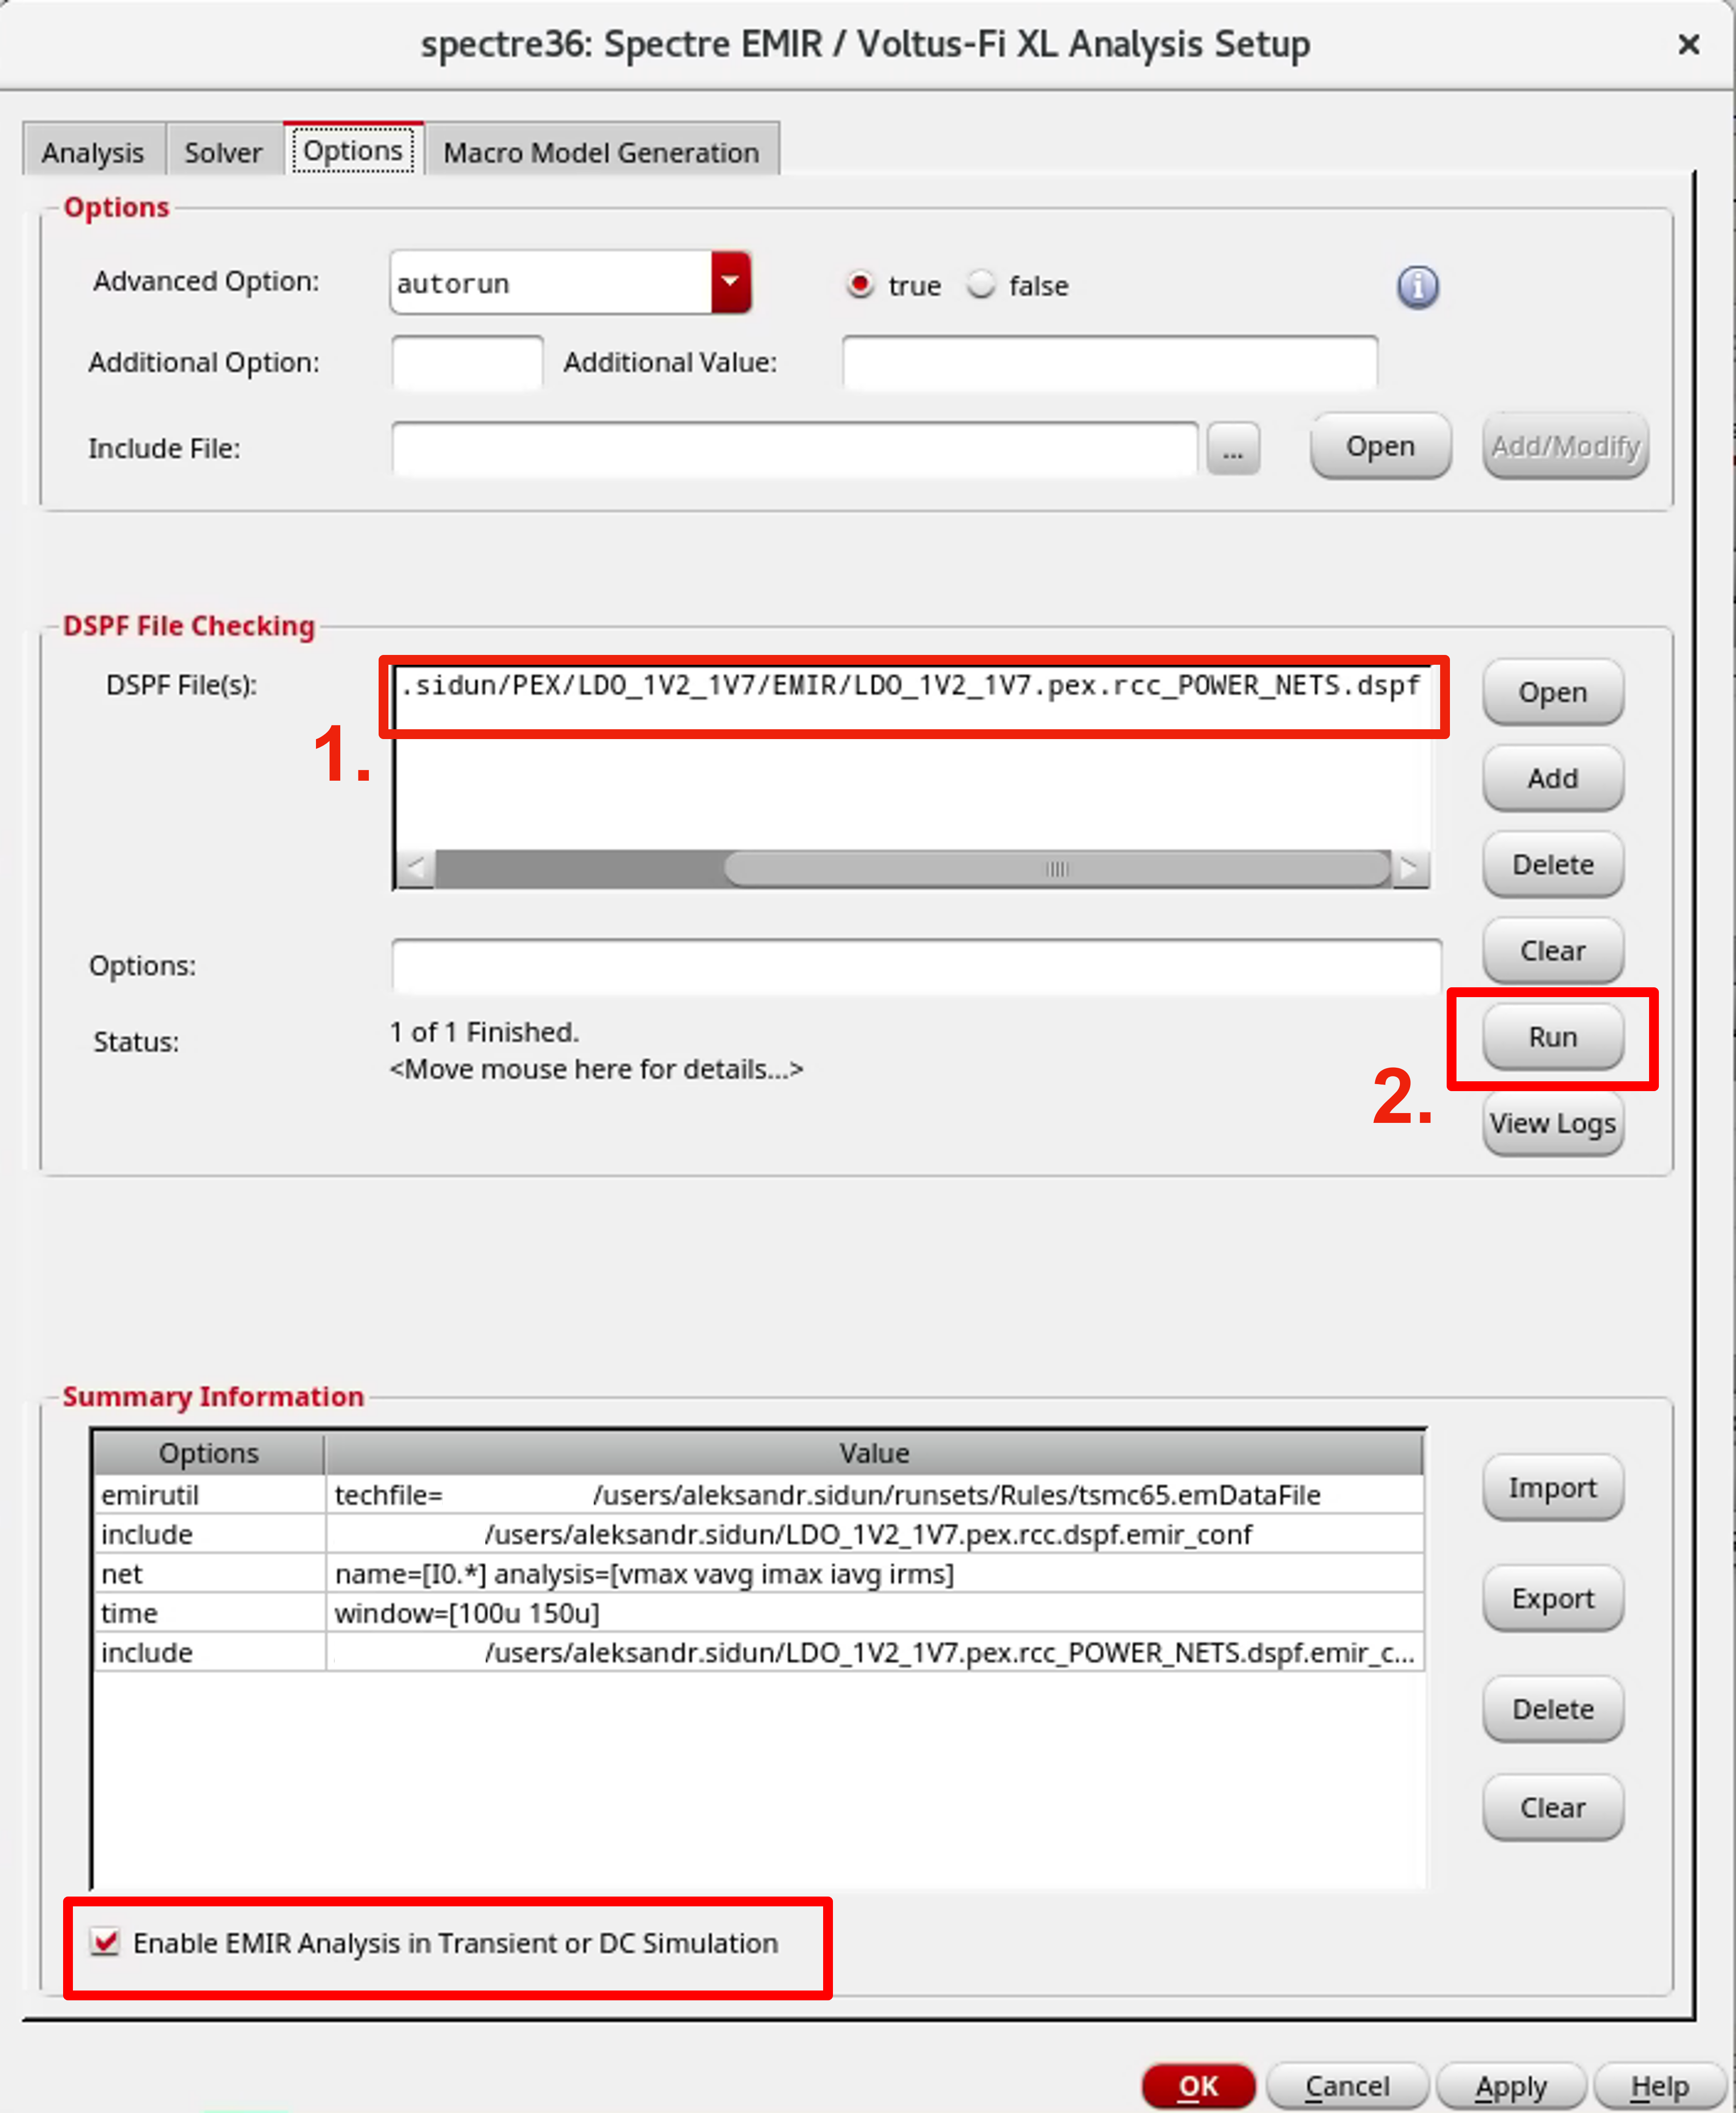 spectre36: Spectre EMIR / Voltus-Fi XL Analysis Setup
Analysis Solver Options Macro Model Generation
Options
Advanced Option: autorun true false
Additional Option: Additional Value:
Include File: ... Open Add/Modify
DSPF File Checking
DSPF File(s): .sidun/PEX/LDO_1V2_1V7/EMIR/LDO_1V2_1V7.pex.rcc_POWER_NETS.dspf Open
1.
Add
Delete
Clear
Options:
Status: 1 of 1 Finished. Run
<Move mouse here for details...>
2.
View Logs
Summary Information
Options Value
emirutil techfile= /users/aleksandr.sidun/runsets/Rules/tsmc65.emDataFile Import
include /users/aleksandr.sidun/LDO_1V2_1V7.pex.rcc.dspf.emir_conf
net name=[I0.*] analysis=[vmax vavg imax iavg irms] Export
time window=[100u 150u]
include /users/aleksandr.sidun/LDO_1V2_1V7.pex.rcc_POWER_NETS.dspf.emir_c...
Delete
Clear
Enable EMIR Analysis in Transient or DC Simulation
OK Cancel Apply Help